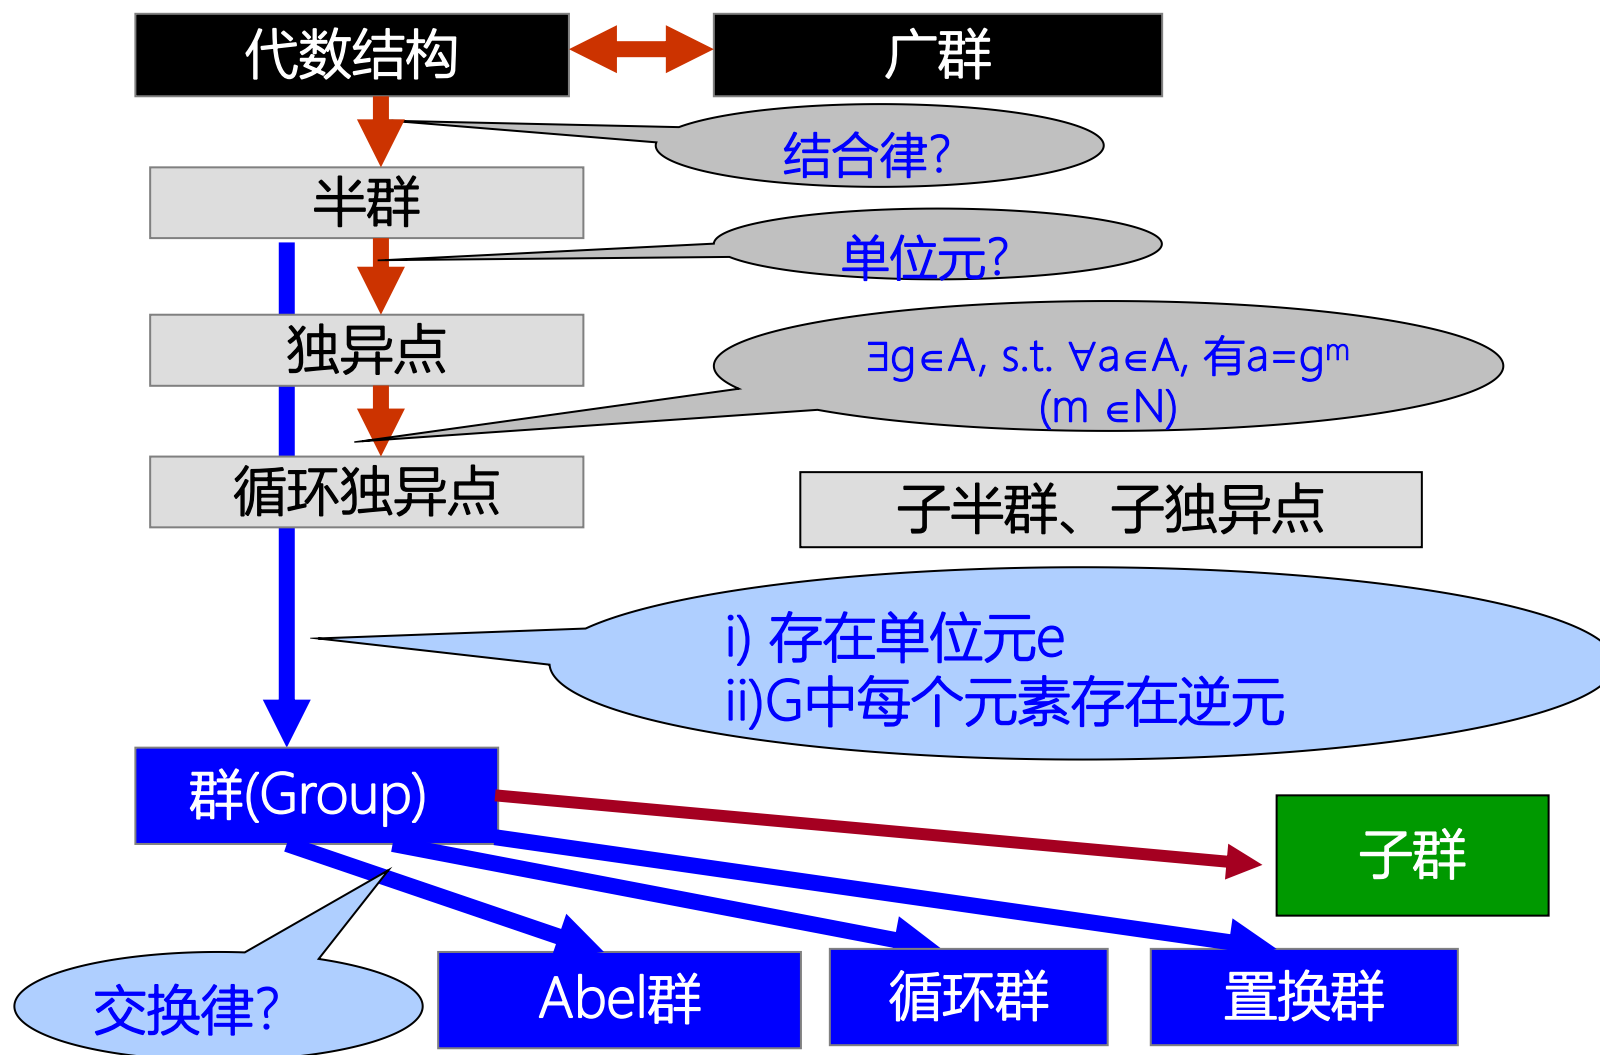 代数结构
广群
结合律?
半群
单位元?
独异点
∃g∈A, s.t. ∀a∈A, 有a=gᵐ
(m ∈N)
循环独异点
子半群、子独异点
i) 存在单位元e
ii)G中每个元素存在逆元
群(Group)
子群
交换律?
Abel群
循环群
置换群